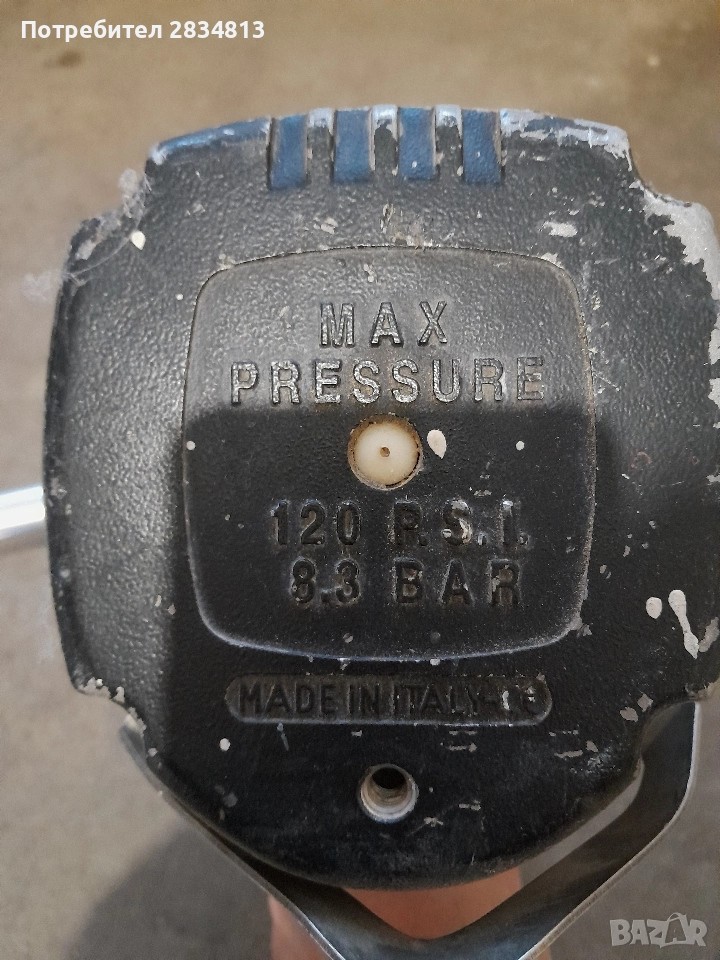 Потребител 2834813
MAX
PRESSURE
120 P.S.I.
8.3 BAR
MADE IN ITALY
BAZAR